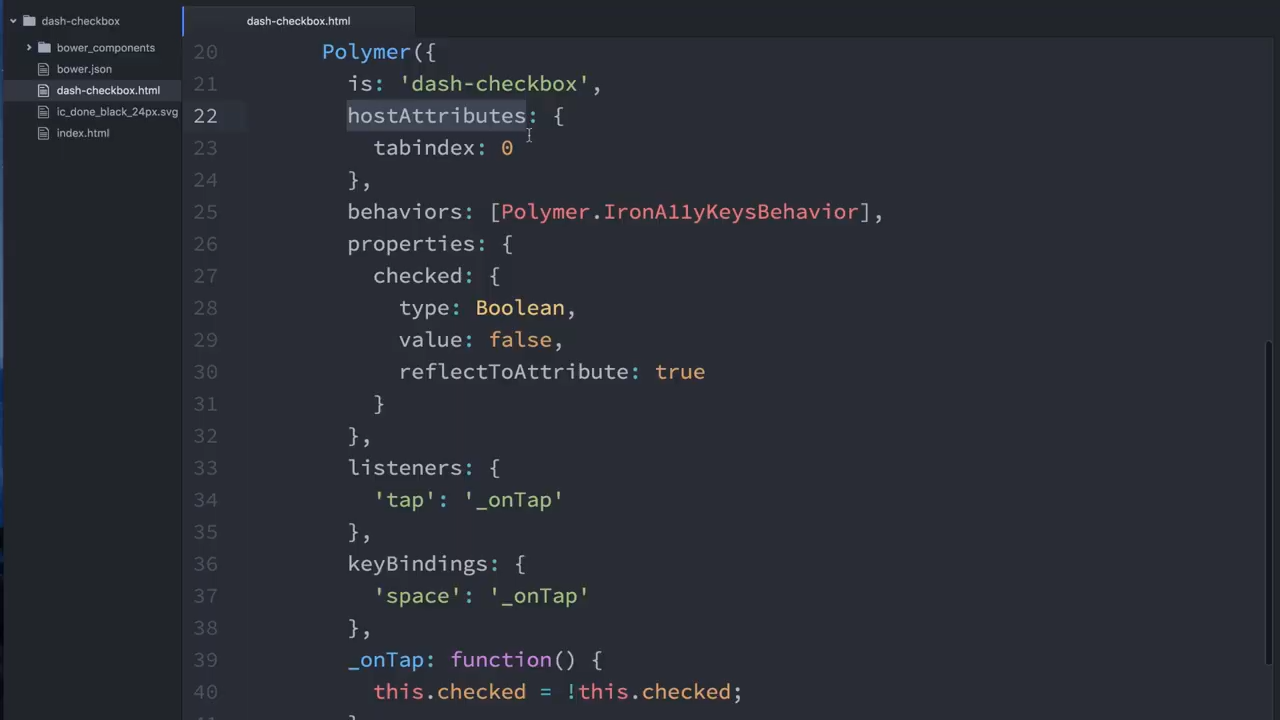 dash-checkbox
bower_components
bower.json
dash-checkbox.html
ic_done_black_24px.svg
index.html
dash-checkbox.html
20 Polymer({
21 is: 'dash-checkbox',
22 hostAttributes: {
23 tabindex: 0
24 },
25 behaviors: [Polymer.IronA11yKeysBehavior],
26 properties: {
27 checked: {
28 type: Boolean,
29 value: false,
30 reflectToAttribute: true
31 }
32 },
33 listeners: {
34 'tap': '_onTap'
35 },
36 keyBindings: {
37 'space': '_onTap'
38 },
39 _onTap: function() {
40 this.checked = !this.checked;